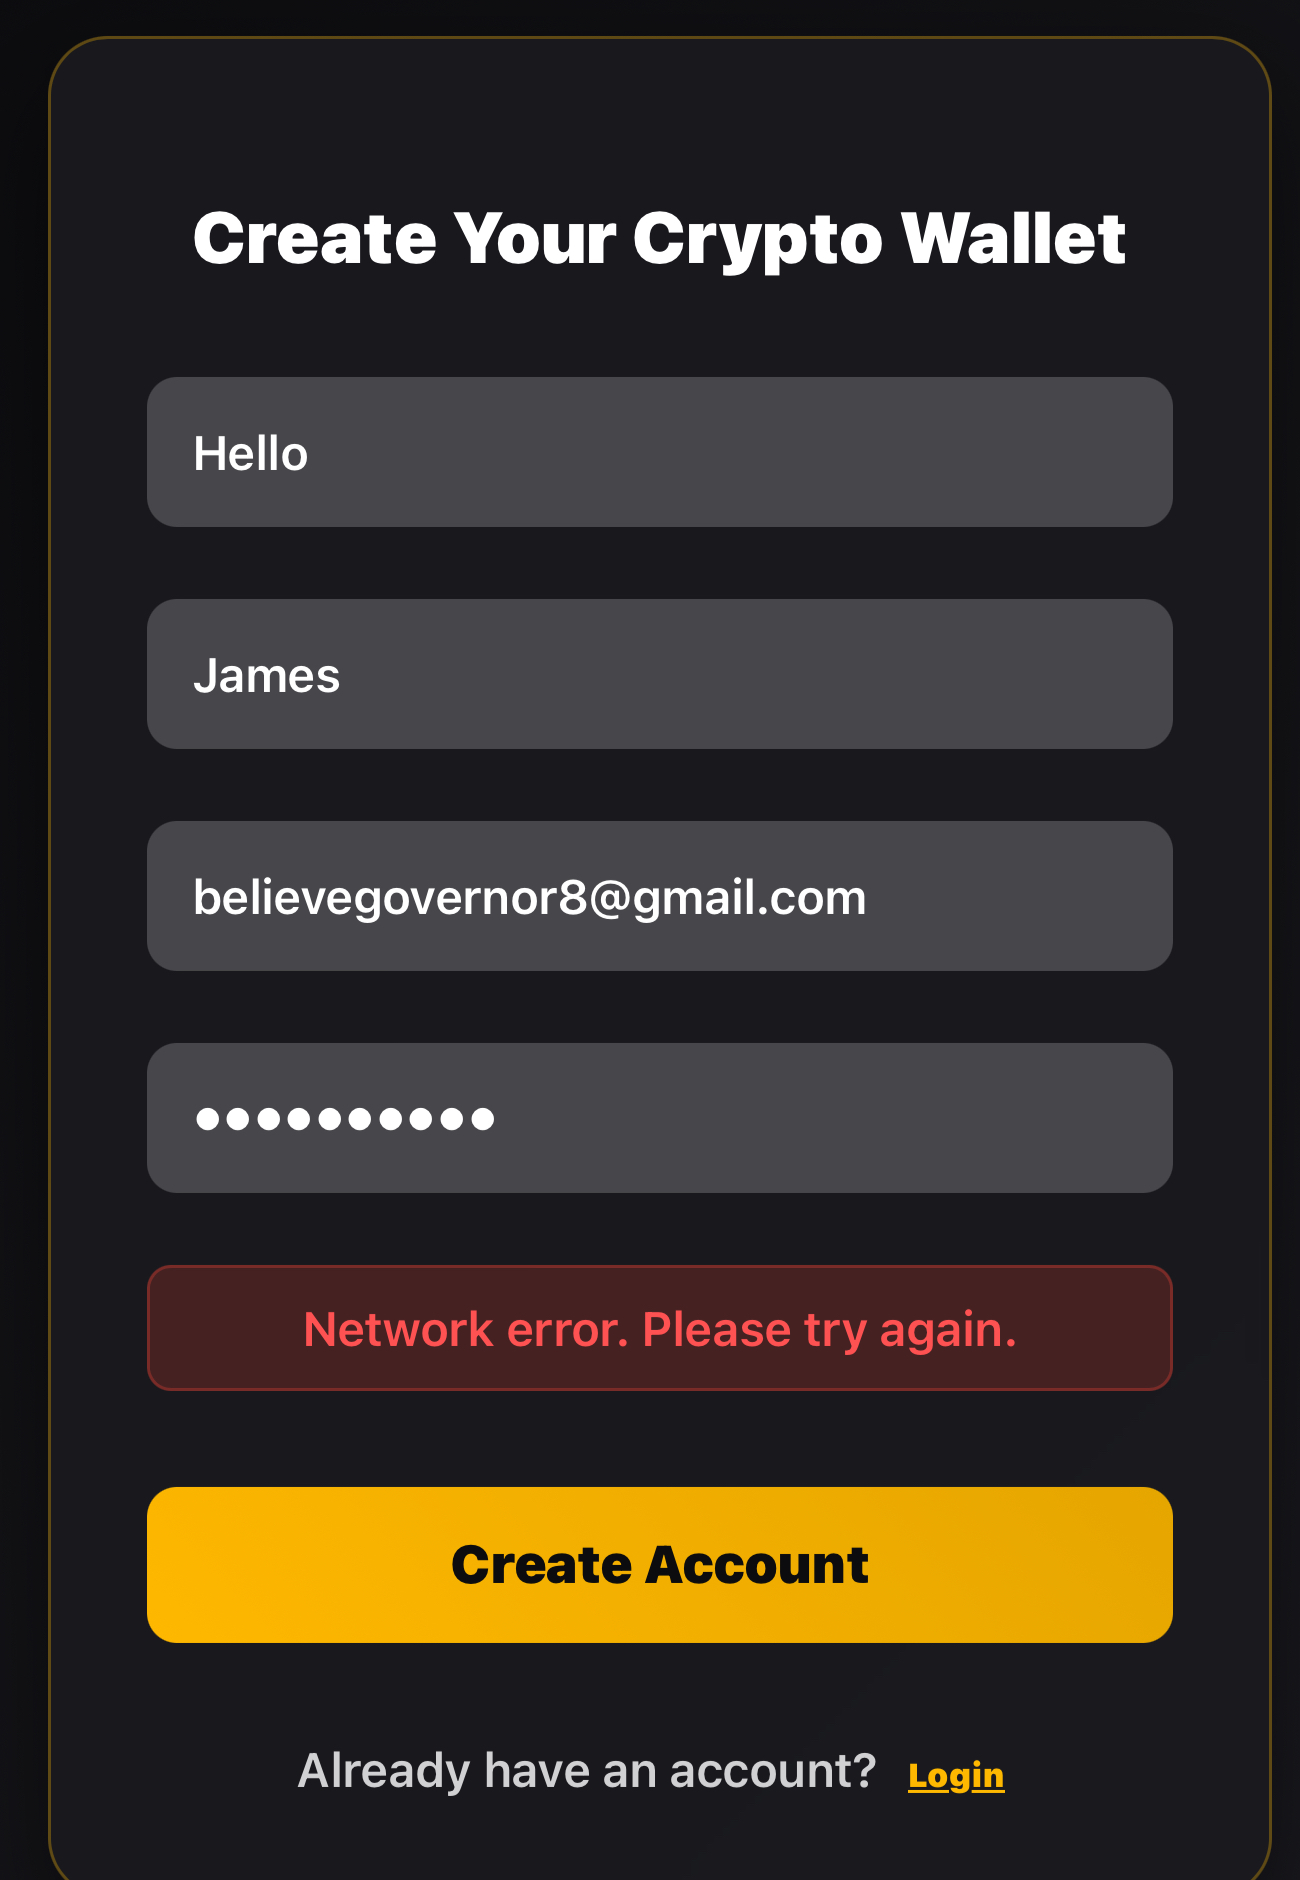 Create Your Crypto Wallet
Hello
James
believegovernor8@gmail.com
••••••••••
Network error. Please try again.
Create Account
Already have an account? Login